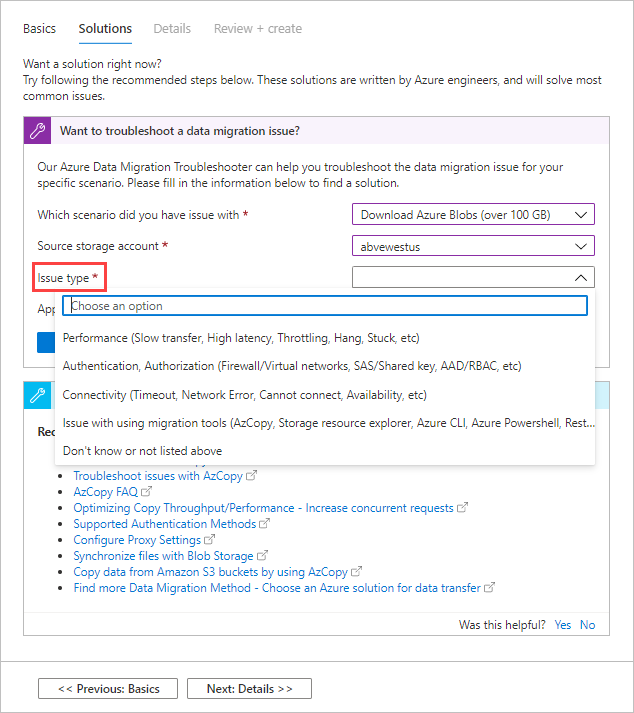 Basics Solutions Details Review + create
Want a solution right now?
Try following the recommended steps below. These solutions are written by Azure engineers, and will solve most
common issues.
Want to troubleshoot a data migration issue?
Our Azure Data Migration Troubleshooter can help you troubleshoot the data migration issue for your
specific scenario. Please fill in the information below to find a solution.
Which scenario did you have issue with * Download Azure Blobs (over 100 GB)
Source storage account * abvewestus
Issue type *
App
Choose an option
Performance (Slow transfer, High latency, Throttling, Hang, Stuck, etc)
Authentication, Authorization (Firewall/Virtual networks, SAS/Shared key, AAD/RBAC, etc)
Connectivity (Timeout, Network Error, Cannot connect, Availability, etc)
Issue with using migration tools (AzCopy, Storage resource explorer, Azure CLI, Azure Powershell, Rest...
Don't know or not listed above
Rec
Troubleshoot issues with AzCopy
AzCopy FAQ
Optimizing Copy Throughput/Performance - Increase concurrent requests
Supported Authentication Methods
Configure Proxy Settings
Synchronize files with Blob Storage
Copy data from Amazon S3 buckets by using AzCopy
Find more Data Migration Method - Choose an Azure solution for data transfer
Was this helpful? Yes No
<< Previous: Basics Next: Details >>